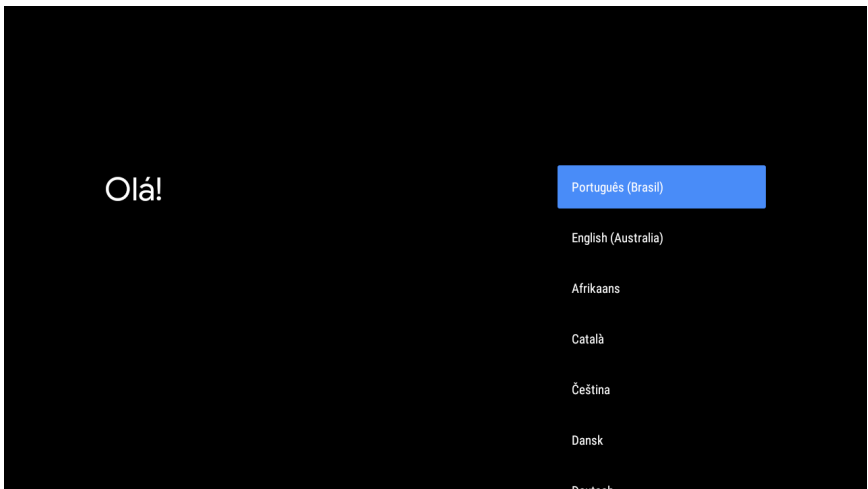 Olá!
Português (Brasil)
English (Australia)
Afrikaans
Català
Čeština
Dansk